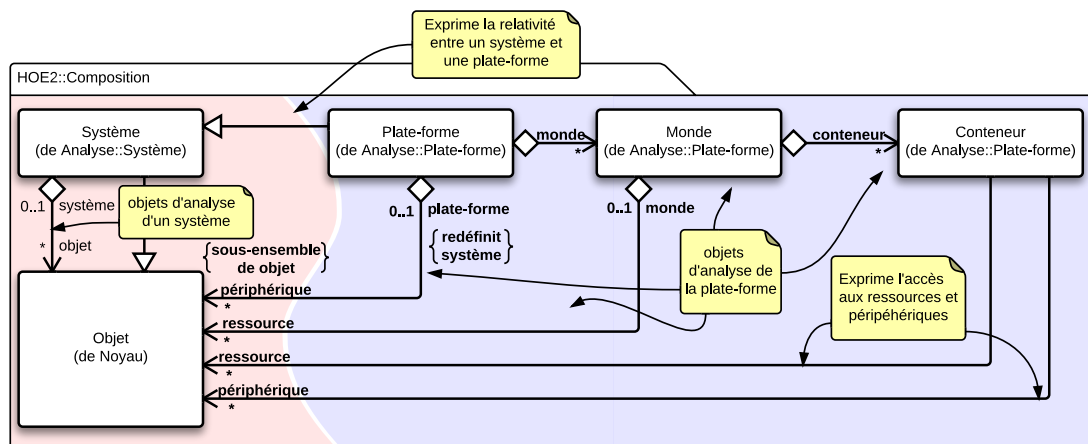 Exprime la relativité
entre un système et
une plate-forme
HOE2::Composition
Système
(de Analyse::Système)
Plate-forme
(de Analyse::Plate-forme)
monde
*
Monde
(de Analyse::Plate-forme)
conteneur
*
Conteneur
(de Analyse::Plate-forme)
0..1
système
objets d'analyse
d'un système
*
objet
0..1
plate-forme
{redéfinit
système}
0..1
monde
{sous-ensemble
de objet}
objets
d'analyse de
la plate-forme
Exprime l'accès
aux ressources et
péripéhériques
Objet
(de Noyau)
périphérique
*
ressource
*
ressource
*
périphérique
*